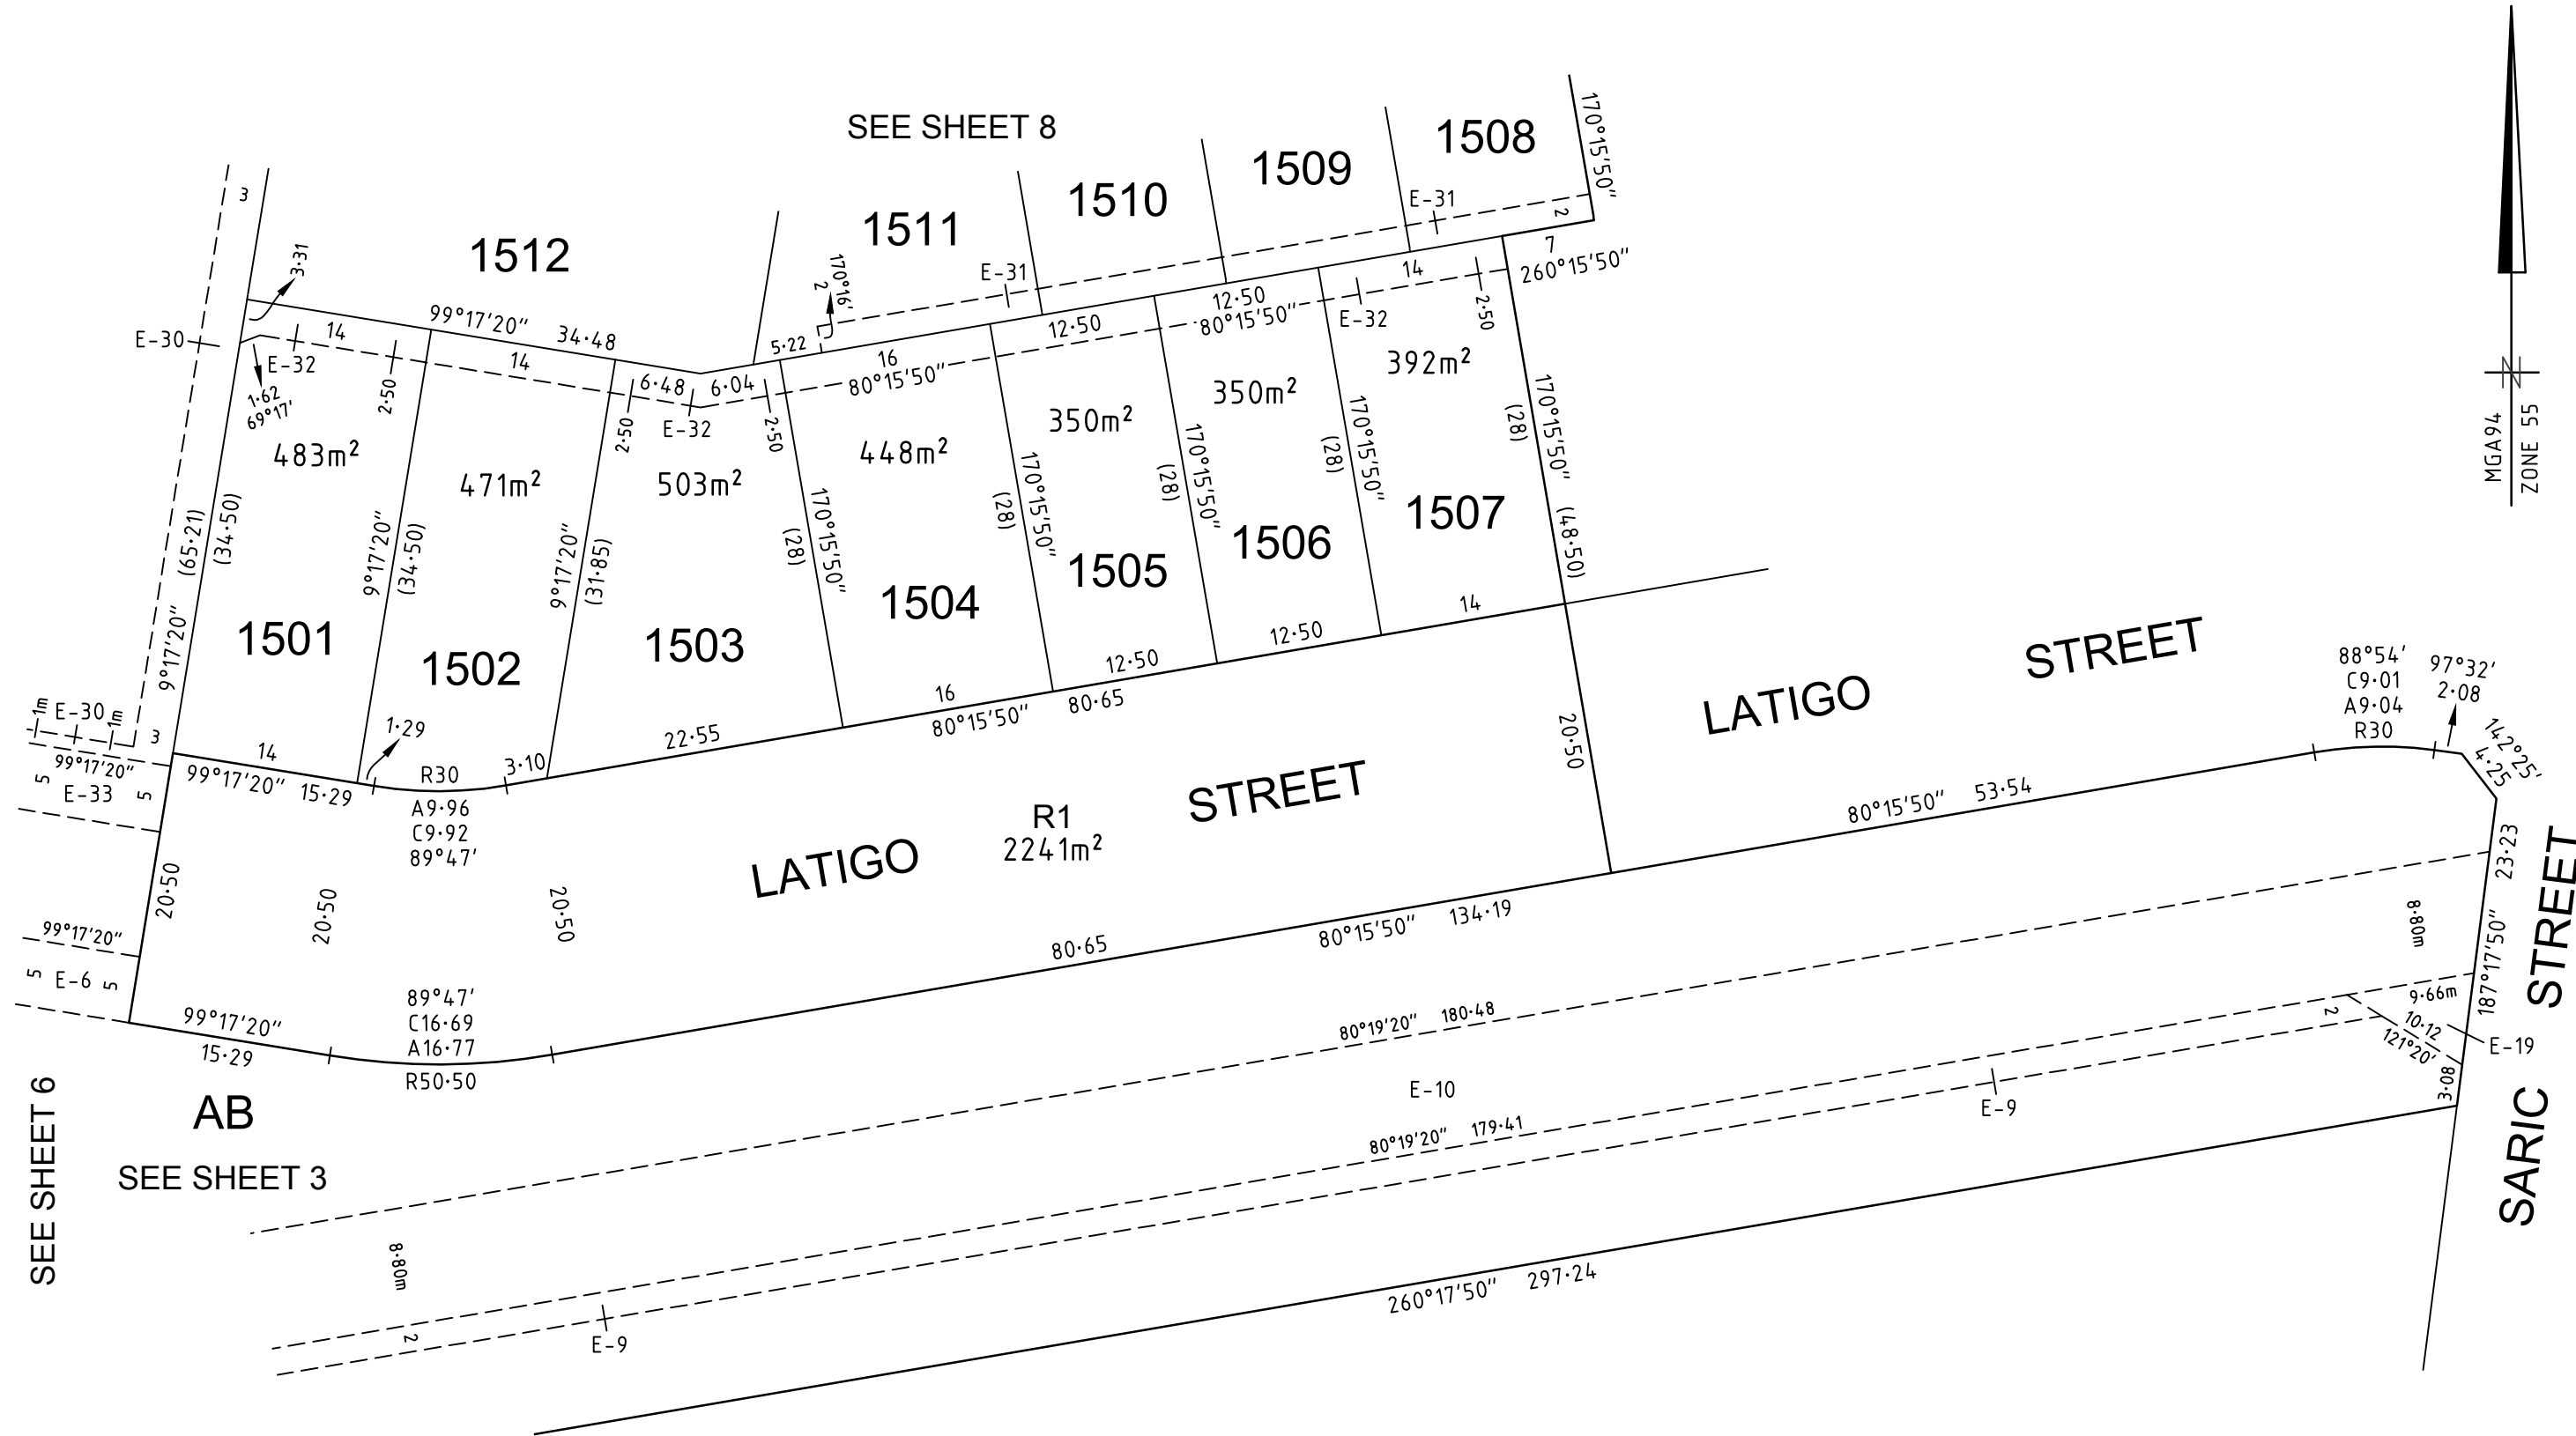 SEE SHEET 8
1508
1509
1510
1511
1512
170°15'50"
E-31
2
7
260°15'50"
3
3·31
E-31
170°16'
2
14
12·50
80°15'50"
E-32
2·50
12·50
5·22
16
80°15'50"
99°17'20" 34·48
14
14
E-30
E-32
1·62
69°17'
2·50
6·48
6·04
2·50
E-32
2·50
483m²
471m²
503m²
448m²
350m²
350m²
392m²
MGA94
ZONE 55
N
(65·21)
(34·50)
9°17'20"
9°17'20"
(34·50)
9°17'20"
(31·85)
170°15'50"
(28)
170°15'50"
(28)
170°15'50"
(28)
170°15'50"
(28)
170°15'50" (48·50)
(28)
1501
1502
1503
1504
1505
1506
1507
14
12·50
12·50
16
22·55
80°15'50" 80·65
3·10
R30
A9·96
C9·92
89°47'
1·29
14
99°17'20" 15·29
1m
E-30
1m
3
99°17'20"
5
E-33
5
20·50
20·50
20·50
20·50
LATIGO STREET
R1
2241m²
LATIGO STREET
88°54'
C9·01
A9·04
R30
97°32'
2·08
142°25'
4·25
80°15'50" 53·54
23·23
187°17'50"
SARIC STREET
99°17'20"
5
E-6
5
99°17'20"
15·29
89°47'
C16·69
A16·77
R50·50
80·65
80°15'50" 134·19
8·80m
9·66m
10·12
121°20'
2
E-19
3·08
80°19'20" 180·48
E-10
80°19'20" 179·41
E-9
AB
SEE SHEET 3
SEE SHEET 6
8·80m
2
E-9
260°17'50" 297·24